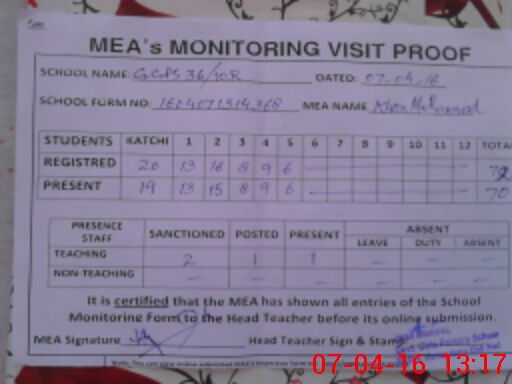 MEA's MONITORING VISIT PROOF
SCHOOL NAME: GGPS 36/10R DATED: 07-04-16
SCHOOL FORM NO: MEA NAME
STUDENTS KATCHI 1 2 3 4 5 6 7 8 9 10 11 12 TOTAL
REGISTRED 20 13 16 8 9 6
PRESENT 19 13 15 8 9 6 70
PRESENCE STAFF SANCTIONED POSTED PRESENT ABSENT
LEAVE DUTY ABSENT
TEACHING 2 1 1 –
NON-TEACHING – – –
It is certified that the MEA has shown all entries of the School
Monitoring Form to the Head Teacher before its online submission.
MEA Signature Head Teacher Sign & Stamp
07-04-16 13:17